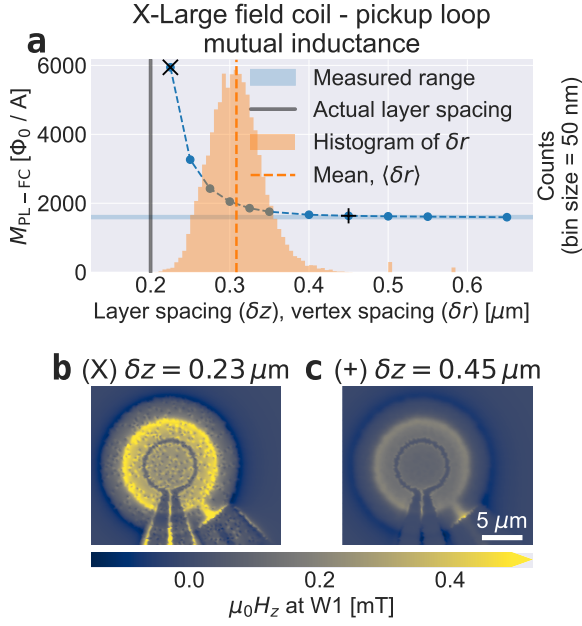 X-Large field coil - pickup loop
mutual inductance
a
6000
4000
2000
0
M_PL−FC [Φ₀ / A]
Measured range
Actual layer spacing
Histogram of δr
Mean, ⟨δr⟩
Counts
(bin size = 50 nm)
0.2 0.3 0.4 0.5 0.6
Layer spacing (δz), vertex spacing (δr) [μm]
b (X) δz = 0.23 μm c (+) δz = 0.45 μm
5 μm
0.0 0.2 0.4
μ₀H_z at W1 [mT]